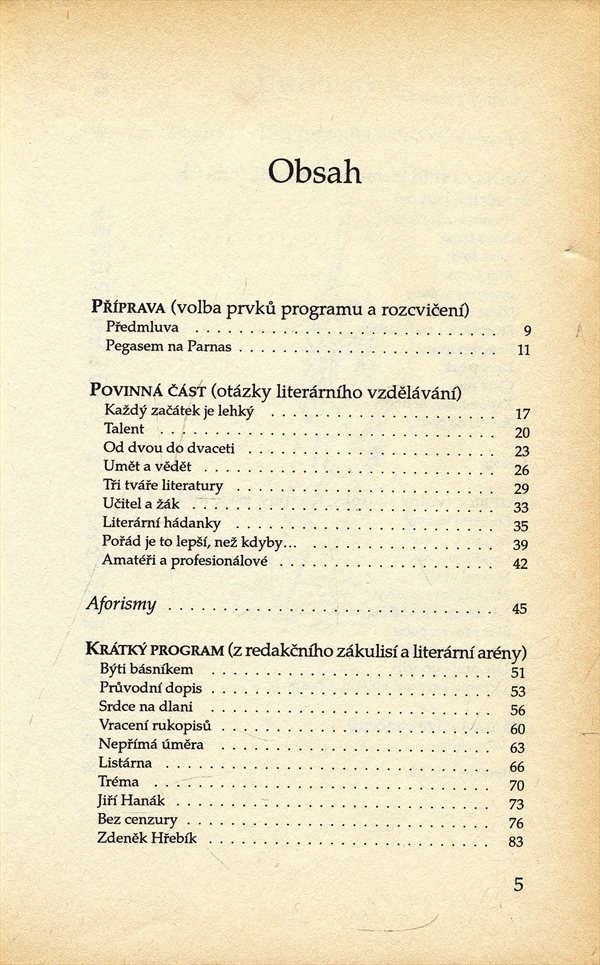 Obsah
PŘÍPRAVA (volba prvků programu a rozcvičení)
Předmluva . . . . . . . . . . . . . . . . . . . . . . . . 9
Pegasem na Parnas . . . . . . . . . . . . . . . . . . . . 11
POVINNÁ ČÁST (otázky literárního vzdělávání)
Každý začátek je lehký . . . . . . . . . . . . . . . . . . 17
Talent . . . . . . . . . . . . . . . . . . . . . . . . . . 20
Od dvou do dvaceti . . . . . . . . . . . . . . . . . . . . 23
Umět a vědět . . . . . . . . . . . . . . . . . . . . . . . 26
Tři tváře literatury . . . . . . . . . . . . . . . . . . . 29
Učitel a žák . . . . . . . . . . . . . . . . . . . . . . . 33
Literární hádanky . . . . . . . . . . . . . . . . . . . . 35
Pořád je to lepší, než kdyby… . . . . . . . . . . . . . . 39
Amatéři a profesionálové . . . . . . . . . . . . . . . . . 42
Aforismy . . . . . . . . . . . . . . . . . . . . . . . . . 45
KRÁTKÝ PROGRAM (z redakčního zákulisí a literární arény)
Býti básníkem . . . . . . . . . . . . . . . . . . . . . . 51
Průvodní dopis . . . . . . . . . . . . . . . . . . . . . . 53
Srdce na dlani . . . . . . . . . . . . . . . . . . . . . . 56
Vracení rukopisů . . . . . . . . . . . . . . . . . . . . . 60
Nepřímá úměra . . . . . . . . . . . . . . . . . . . . . . 63
Listárna . . . . . . . . . . . . . . . . . . . . . . . . . 66
Tréma . . . . . . . . . . . . . . . . . . . . . . . . . . 70
Jiří Hanák . . . . . . . . . . . . . . . . . . . . . . . . 73
Bez cenzury . . . . . . . . . . . . . . . . . . . . . . . 76
Zdeněk Hřebík . . . . . . . . . . . . . . . . . . . . . . 83
5